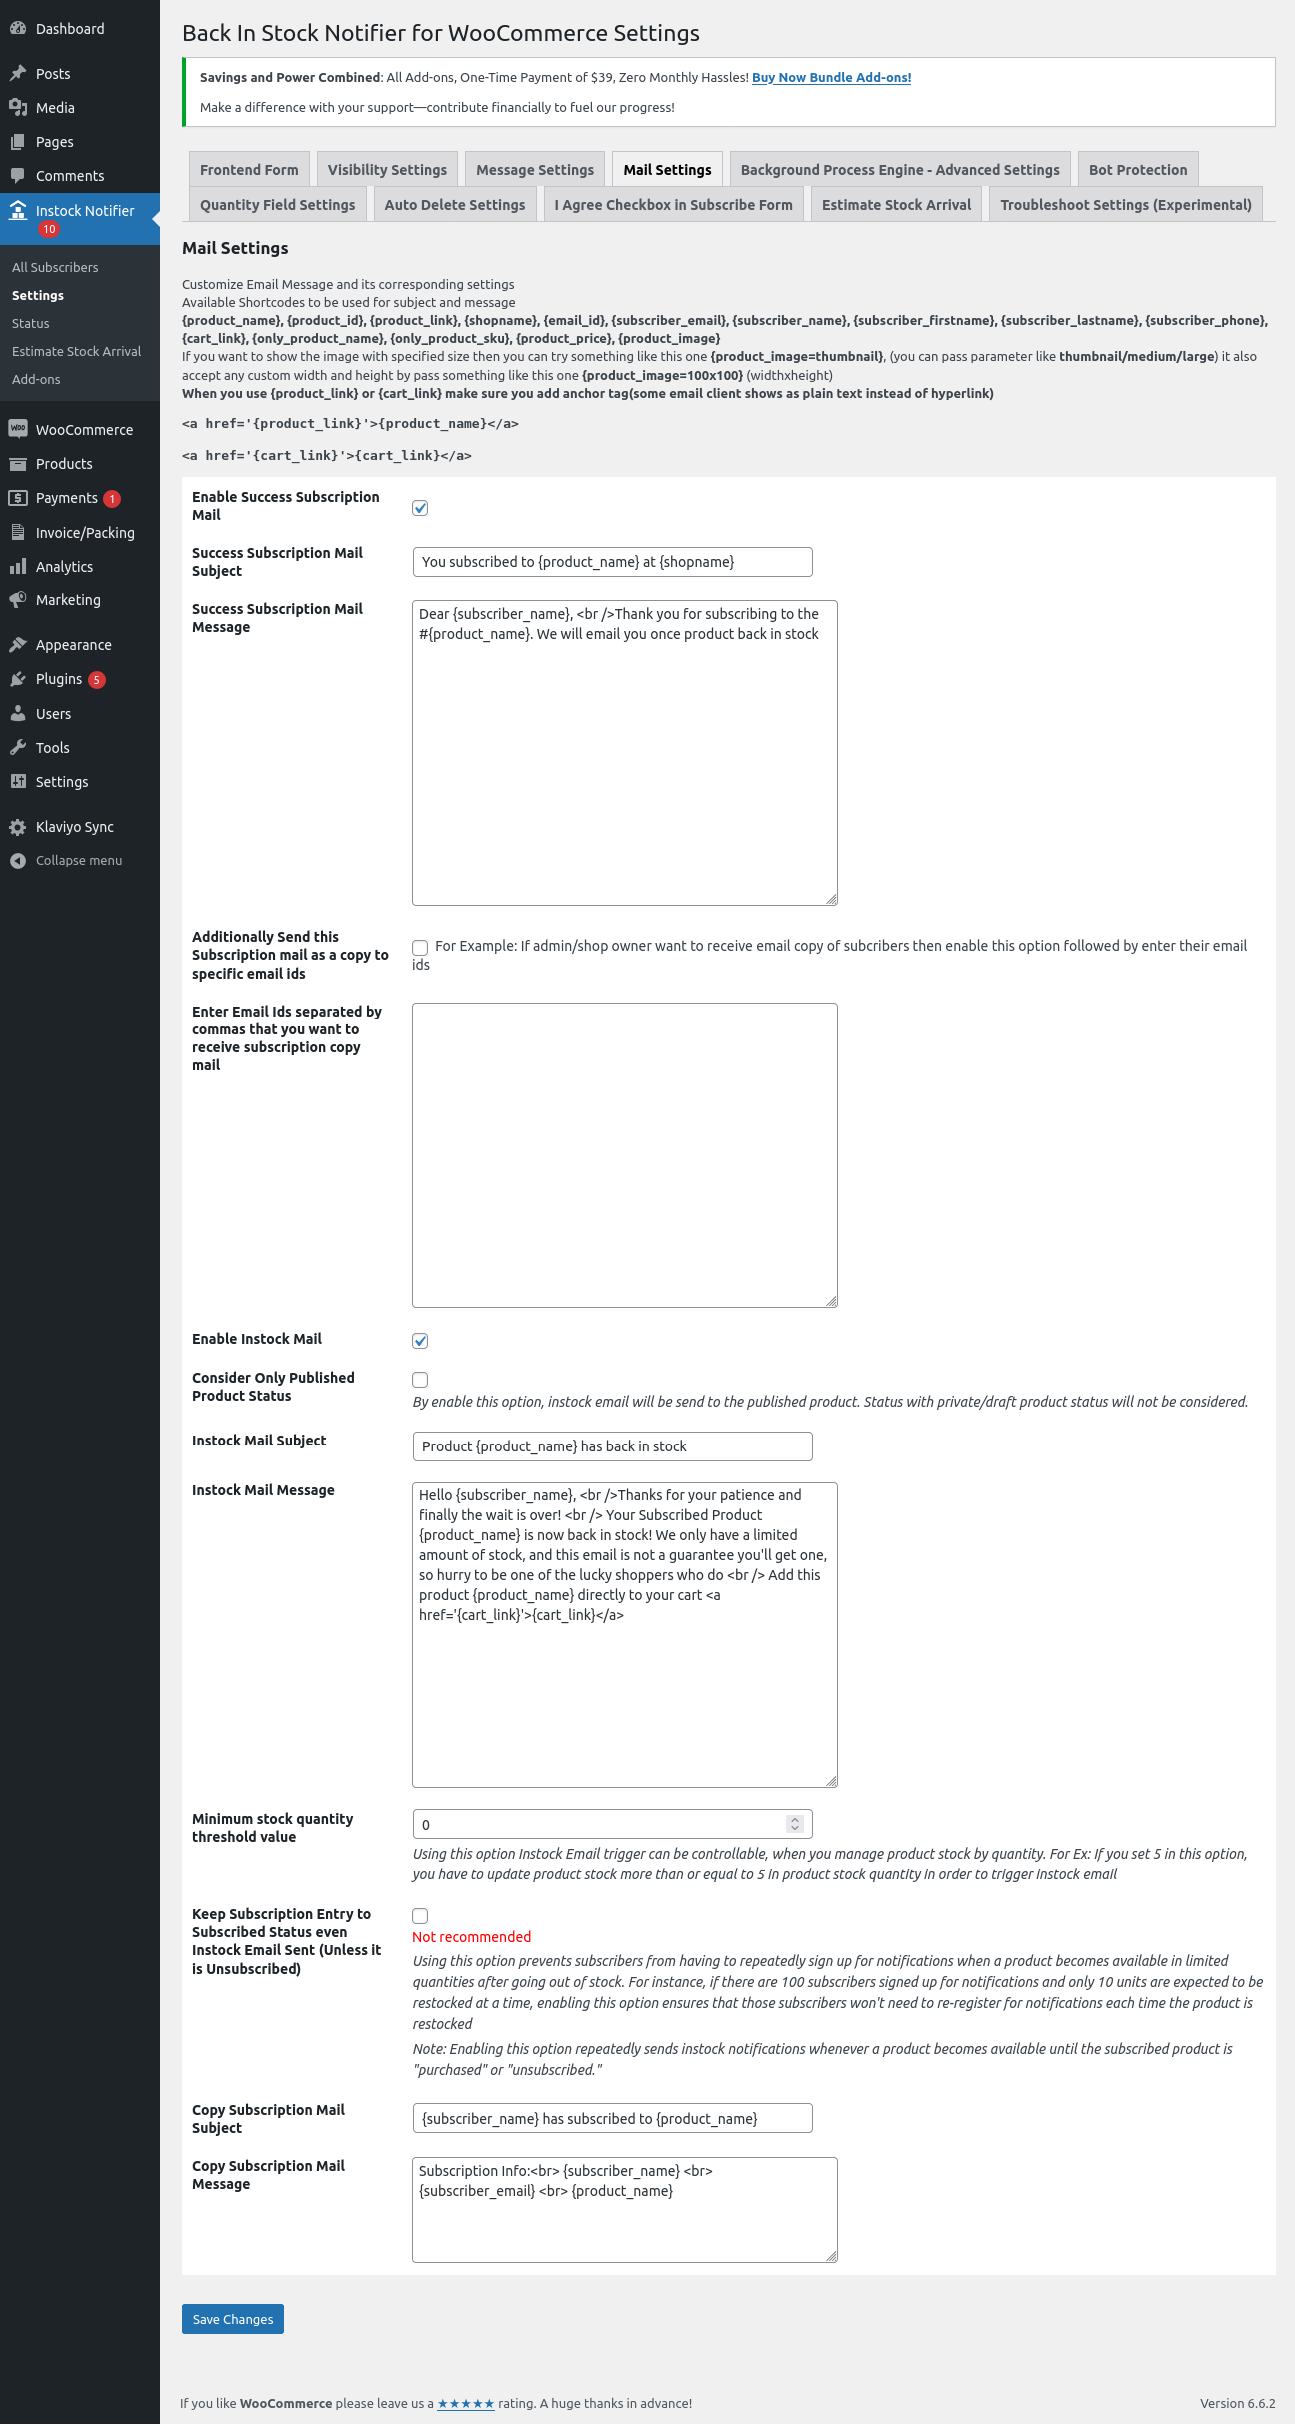 Dashboard
Posts
Media
Pages
Comments
Instock Notifier
10
All Subscribers
Settings
Status
Estimate Stock Arrival
Add-ons
WooCommerce
Products
Payments 1
Invoice/Packing
Analytics
Marketing
Appearance
Plugins 5
Users
Tools
Settings
Klaviyo Sync
Collapse menu
Back In Stock Notifier for WooCommerce Settings
Savings and Power Combined: All Add-ons, One-Time Payment of $39, Zero Monthly Hassles! Buy Now Bundle Add-ons!
Make a difference with your support—contribute financially to fuel our progress!
Frontend Form Visibility Settings Message Settings Mail Settings Background Process Engine - Advanced Settings Bot Protection
Quantity Field Settings Auto Delete Settings I Agree Checkbox in Subscribe Form Estimate Stock Arrival Troubleshoot Settings (Experimental)
Mail Settings
Customize Email Message and its corresponding settings
Available Shortcodes to be used for subject and message
{product_name}, {product_id}, {product_link}, {shopname}, {email_id}, {subscriber_email}, {subscriber_name}, {subscriber_firstname}, {subscriber_lastname}, {subscriber_phone},
{cart_link}, {only_product_name}, {only_product_sku}, {product_price}, {product_image}
If you want to show the image with specified size then you can try something like this one {product_image=thumbnail}, (you can pass parameter like thumbnail/medium/large) it also
accept any custom width and height by pass something like this one {product_image=100x100} (widthxheight)
When you use {product_link} or {cart_link} make sure you add anchor tag(some email client shows as plain text instead of hyperlink)
<a href='{product_link}'>{product_name}</a>
<a href='{cart_link}'>{cart_link}</a>
Enable Success Subscription
Mail
Success Subscription Mail
Subject
You subscribed to {product_name} at {shopname}
Success Subscription Mail
Message
Dear {subscriber_name}, <br />Thank you for subscribing to the
#{product_name}. We will email you once product back in stock
Additionally Send this
Subscription mail as a copy to
specific email ids
For Example: If admin/shop owner want to receive email copy of subcribers then enable this option followed by enter their email
ids
Enter Email Ids separated by
commas that you want to
receive subscription copy
mail
Enable Instock Mail
Consider Only Published
Product Status
By enable this option, instock email will be send to the published product. Status with private/draft product status will not be considered.
Instock Mail Subject
Product {product_name} has back in stock
Instock Mail Message
Hello {subscriber_name}, <br />Thanks for your patience and
finally the wait is over! <br /> Your Subscribed Product
{product_name} is now back in stock! We only have a limited
amount of stock, and this email is not a guarantee you'll get one,
so hurry to be one of the lucky shoppers who do <br /> Add this
product {product_name} directly to your cart <a
href='{cart_link}'>{cart_link}</a>
Minimum stock quantity
threshold value
0
Using this option Instock Email trigger can be controllable, when you manage product stock by quantity. For Ex: If you set 5 in this option,
you have to update product stock more than or equal to 5 in product stock quantity in order to trigger instock email
Keep Subscription Entry to
Subscribed Status even
Instock Email Sent (Unless it
is Unsubscribed)
Not recommended
Using this option prevents subscribers from having to repeatedly sign up for notifications when a product becomes available in limited
quantities after going out of stock. For instance, if there are 100 subscribers signed up for notifications and only 10 units are expected to be
restocked at a time, enabling this option ensures that those subscribers won't need to re-register for notifications each time the product is
restocked
Note: Enabling this option repeatedly sends instock notifications whenever a product becomes available until the subscribed product is
"purchased" or "unsubscribed."
Copy Subscription Mail
Subject
{subscriber_name} has subscribed to {product_name}
Copy Subscription Mail
Message
Subscription Info:<br> {subscriber_name} <br>
{subscriber_email} <br> {product_name}
Save Changes
If you like WooCommerce please leave us a ★★★★★ rating. A huge thanks in advance!
Version 6.6.2